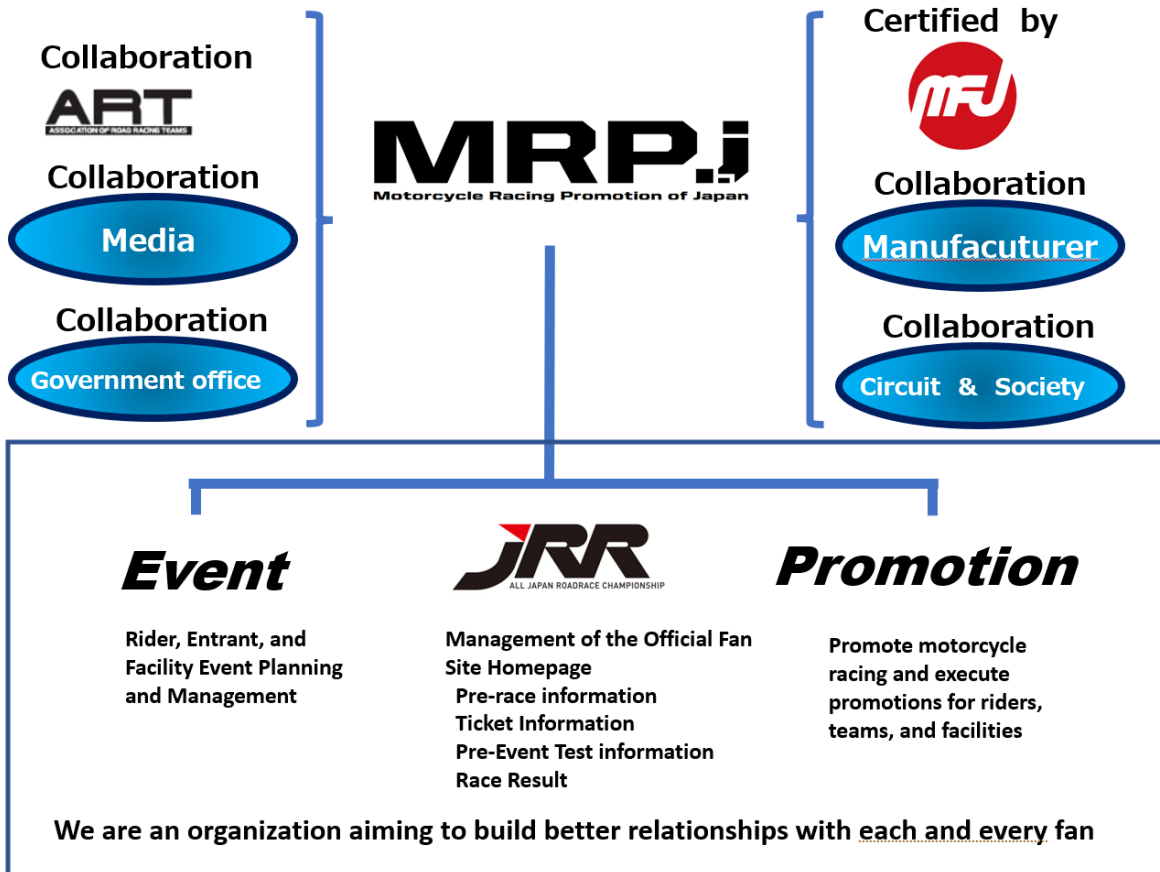 Collaboration
ART
ASSOCATION OF ROAD RACING TEAMS
Collaboration
Media
Collaboration
Government office
MRP.j
Motorcycle Racing Promotion of Japan
Certified by
MFJ
Collaboration
Manufacuturer
Collaboration
Circuit & Society
Event
Rider, Entrant, and
Facility Event Planning
and Management
JRR
ALL JAPAN ROADRACE CHAMPIONSHIP
Management of the Official Fan
Site Homepage
Pre-race information
Ticket Information
Pre-Event Test information
Race Result
Promotion
Promote motorcycle
racing and execute
promotions for riders,
teams, and facilities
We are an organization aiming to build better relationships with each and every fan